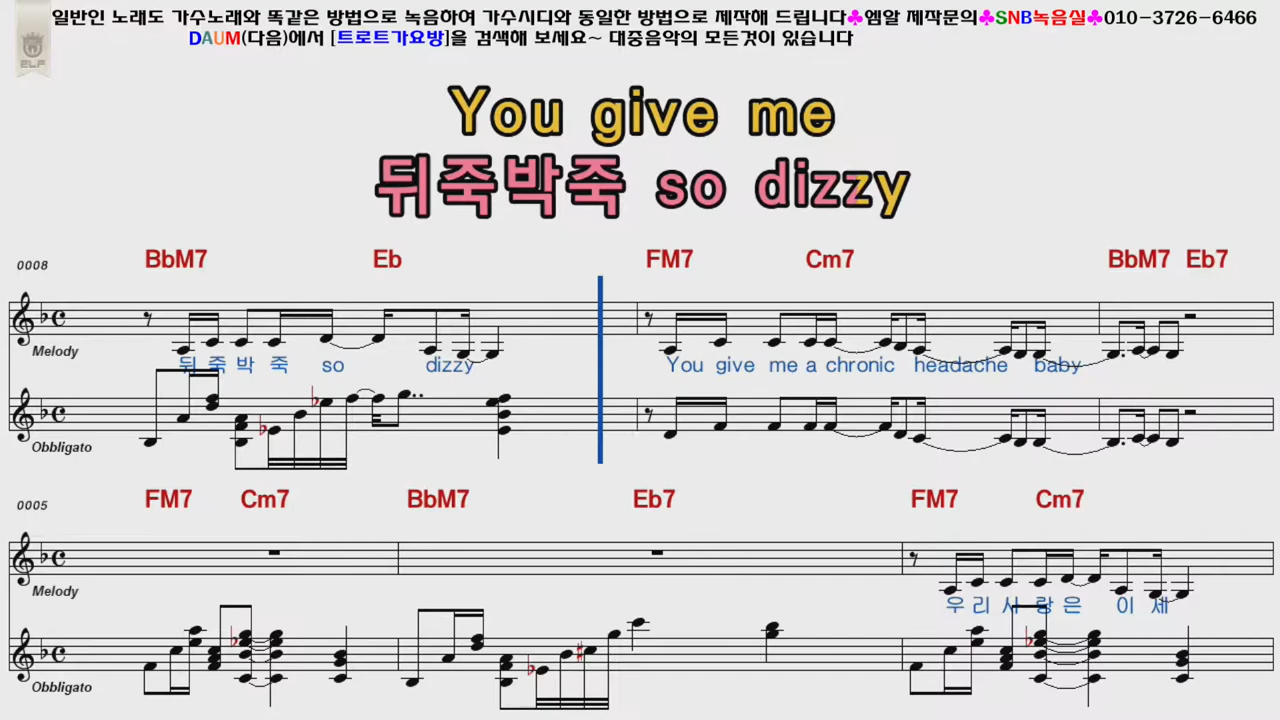 일반인 노래도 가수노래와 똑같은 방법으로 녹음하여 가수시디와 동일한 방법으로 제작해 드립니다♣엠알 제작문의♣SNB녹음실♣010-3726-6466
DAUM(다음)에서 [트로트가요방]을 검색해 보세요~ 대중음악의 모든것이 있습니다
ELF
You give me
뒤죽박죽 so dizzy
0008 BbM7 Eb FM7 Cm7 BbM7 Eb7
Melody
뒤 죽 박 죽 so dizzy You give me a chronic headache baby
Obbligato
0005 FM7 Cm7 BbM7 Eb7 FM7 Cm7
Melody
우 리 사 랑 은 이 세
Obbligato